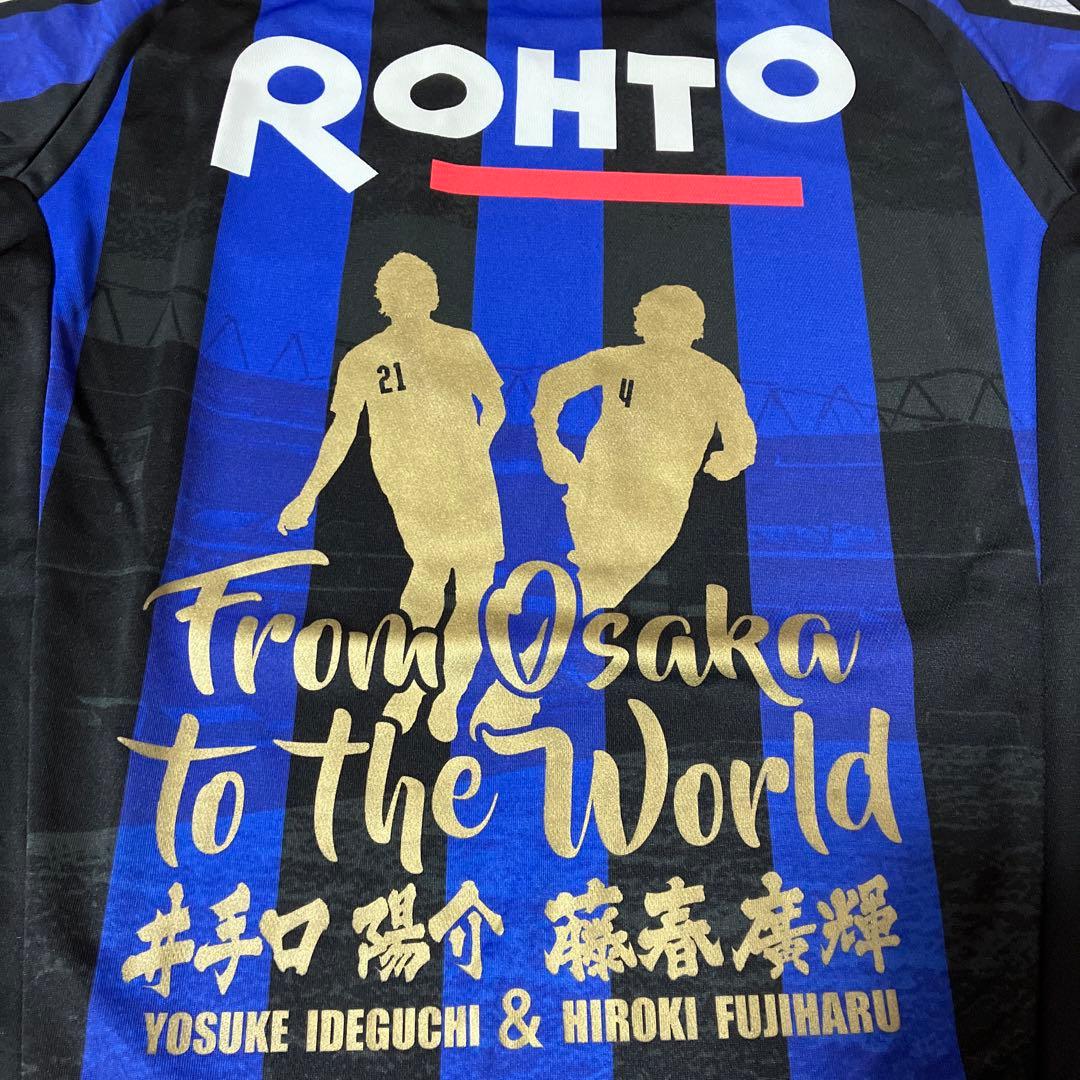 ROHTO
21 4
From Osaka
to the World
井手口 陽介 藤春 廣輝
YOSUKE IDEGUCHI & HIROKI FUJIHARU